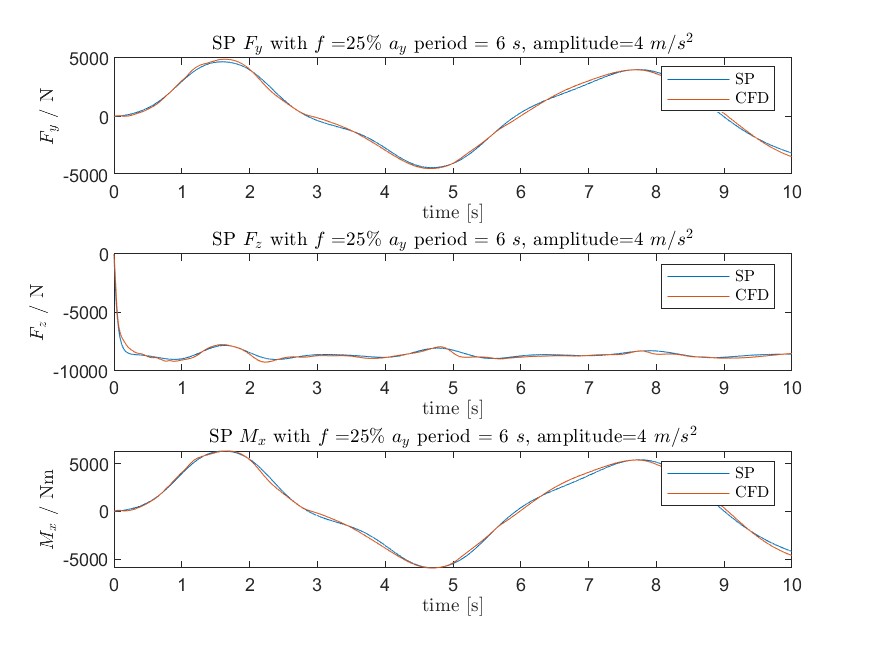 SP F_y with f =25% a_y period = 6 s, amplitude=4 m/s^2
5000
0
-5000
F_y / N
SP
CFD
0 1 2 3 4 5 6 7 8 9 10
time [s]
SP F_z with f =25% a_y period = 6 s, amplitude=4 m/s^2
0
-5000
-10000
F_z / N
SP
CFD
0 1 2 3 4 5 6 7 8 9 10
time [s]
SP M_x with f =25% a_y period = 6 s, amplitude=4 m/s^2
5000
0
-5000
M_x / Nm
SP
CFD
0 1 2 3 4 5 6 7 8 9 10
time [s]